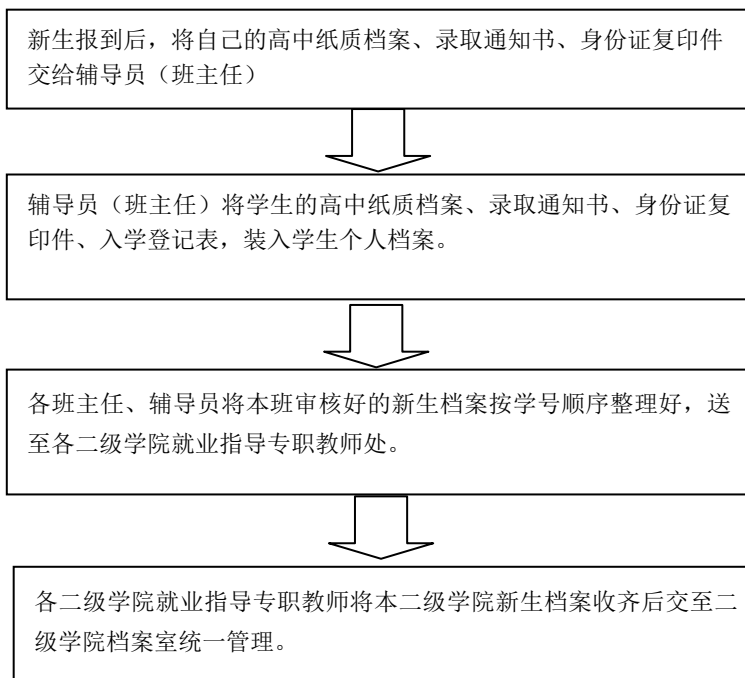 新生报到后，将自己的高中纸质档案、录取通知书、身份证复印件
交给辅导员（班主任）
辅导员（班主任）将学生的高中纸质档案、录取通知书、身份证复
印件、入学登记表，装入学生个人档案。
各班主任、辅导员将本班审核好的新生档案按学号顺序整理好，送
至各二级学院就业指导专职教师处。
各二级学院就业指导专职教师将本二级学院新生档案收齐后交至二
级学院档案室统一管理。